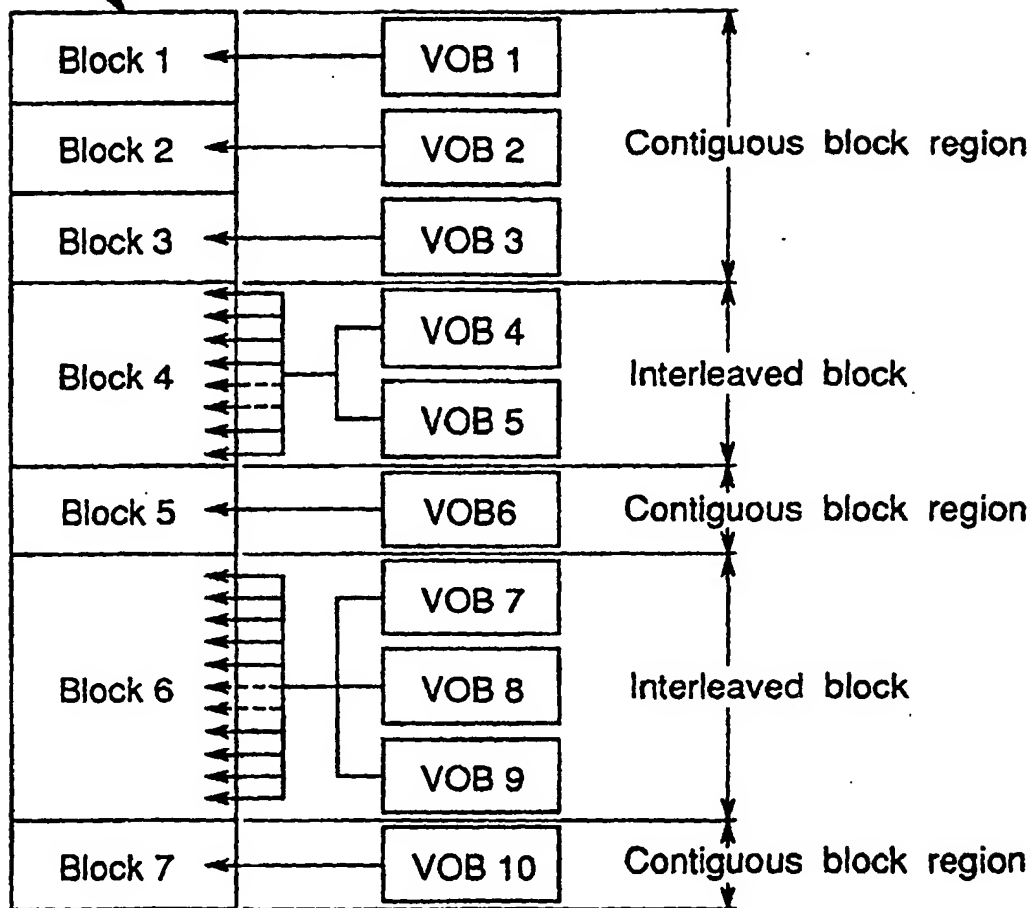 Block 1
VOB 1
Block 2
VOB 2
Contiguous block region
Block 3
VOB 3
VOB 4
Block 4
Interleaved block
VOB 5
Block 5
VOB6
Contiguous block region
VOB 7
Block 6
VOB 8
Interleaved block
VOB 9
Block 7
VOB 10
Contiguous block region